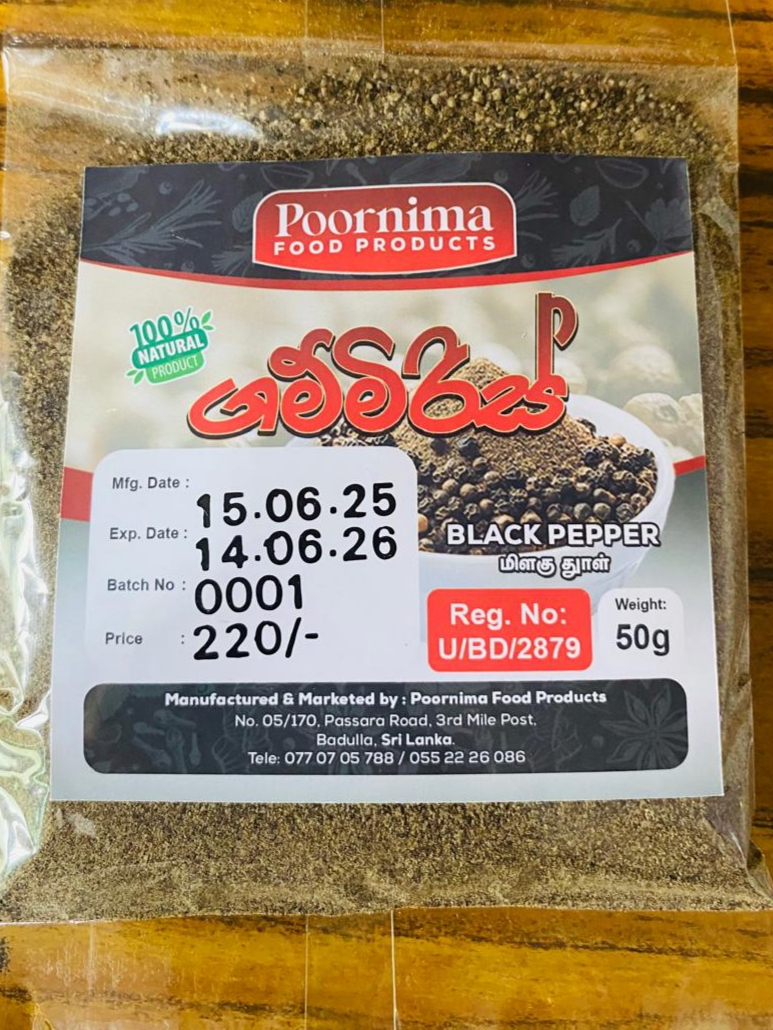 Poornima
FOOD PRODUCTS
100%
NATURAL
PRODUCT
ගම්මිරිස්
Mfg. Date : 15.06.25
Exp. Date : 14.06.26
Batch No : 0001
Price : 220/-
BLACK PEPPER
மிளகு தூள்
Reg. No:
U/BD/2879
Weight:
50g
Manufactured & Marketed by : Poornima Food Products
No. 05/170, Passara Road, 3rd Mile Post,
Badulla, Sri Lanka.
Tele: 077 07 05 788 / 055 22 26 086